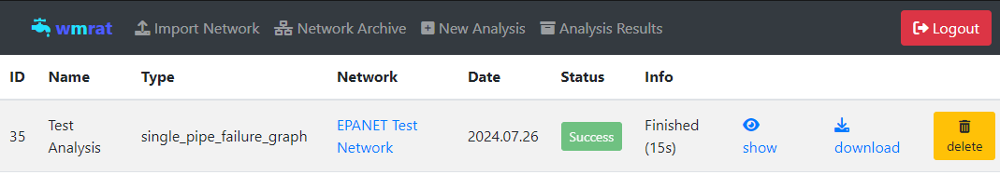 wmrat Import Network Network Archive New Analysis Analysis Results Logout
ID Name Type Network Date Status Info
35 Test Analysis single_pipe_failure_graph EPANET Test Network 2024.07.26 Success Finished (15s) show download delete